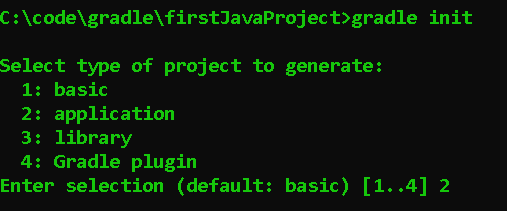 C:\code\gradle\firstJavaProject>gradle init
Select type of project to generate:
1: basic
2: application
3: library
4: Gradle plugin
Enter selection (default: basic) [1..4] 2